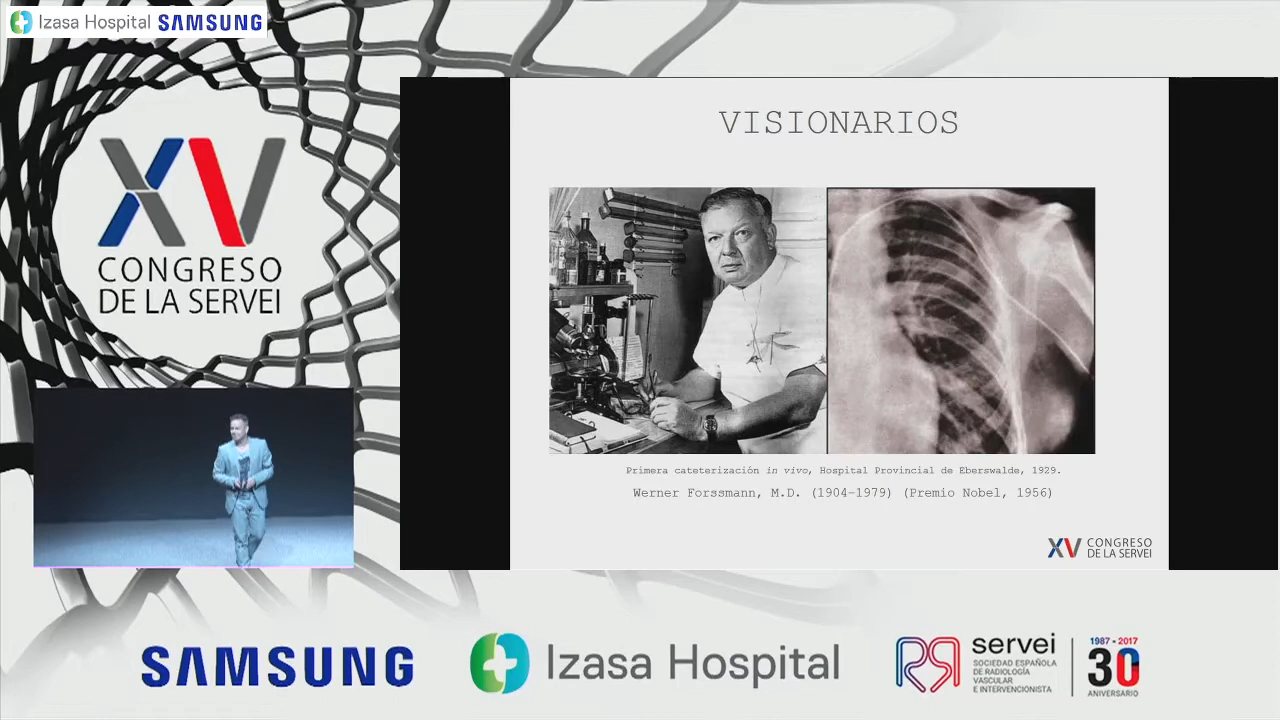 Izasa Hospital SAMSUNG
XV
CONGRESO
DE LA SERVEI
VISIONARIOS
Primera cateterización in vivo, Hospital Provincial de Eberswalde, 1929.
Werner Forssmann, M.D. (1904-1979) (Premio Nobel, 1956)
XV CONGRESO
DE LA SERVEI
SAMSUNG
Izasa Hospital
servei
SOCIEDAD ESPAÑOLA
DE RADIOLOGÍA
VASCULAR
E INTERVENCIONISTA
1987 • 2017
30
ANIVERSARIO